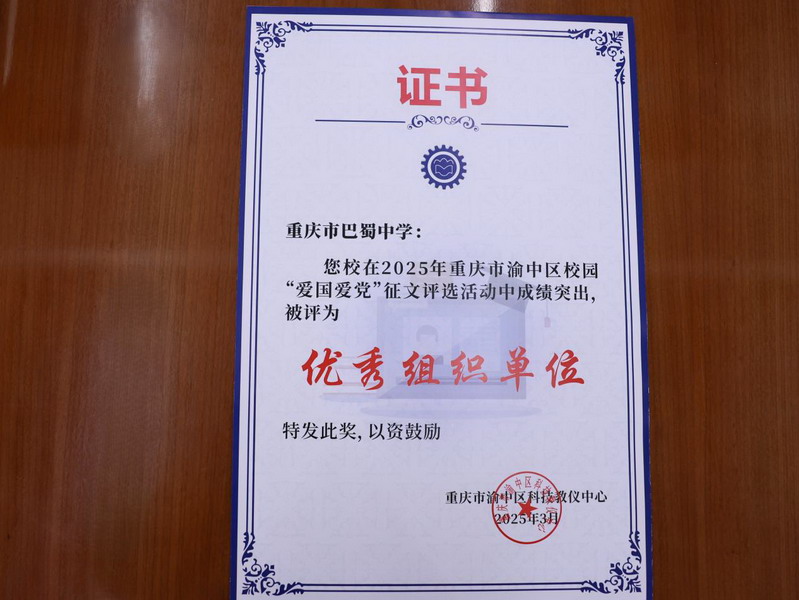 证书
重庆市巴蜀中学：
您校在2025年重庆市渝中区校园
“爱国爱党”征文评选活动中成绩突出，
被评为
优秀组织单位
特发此奖，以资鼓励
重庆市渝中区科技教仪中心
2025年3月